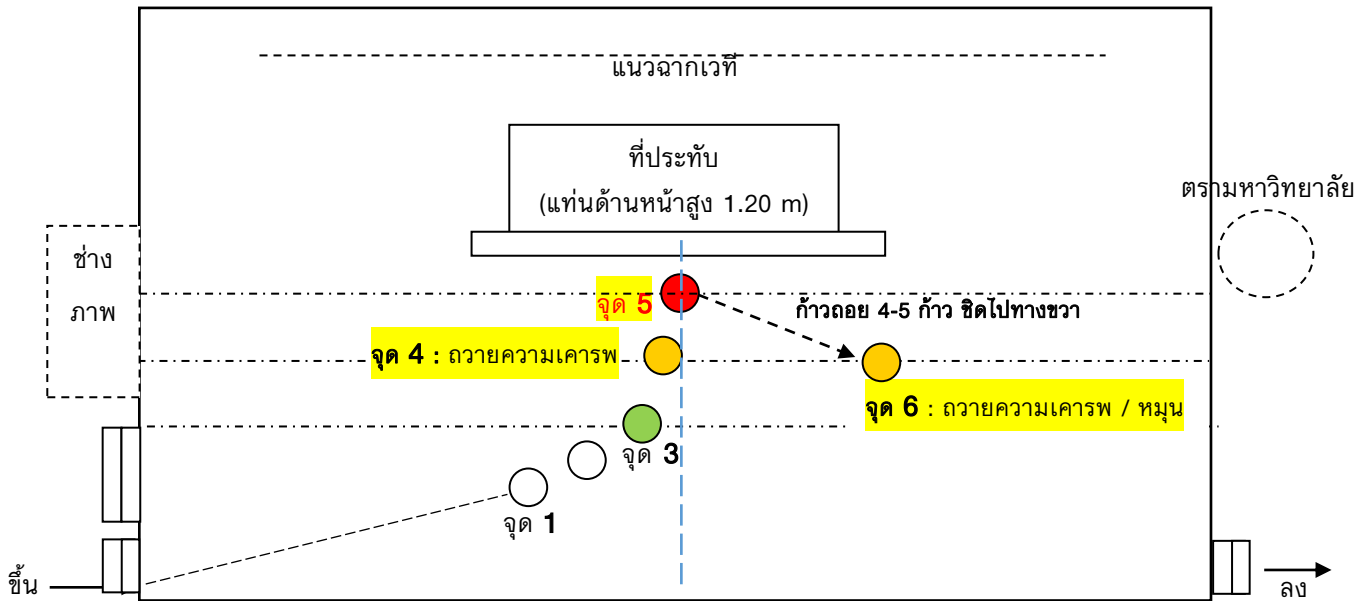 แนวฉากเวที
ที่ประทับ
(แท่นด้านหน้าสูง 1.20 m)
ตรามหาวิทยาลัย
ช่าง
ภาพ
จุด 5
ก้าวถอย 4-5 ก้าว ชิดไปทางขวา
จุด 4 : ถวายความเคารพ
จุด 6 : ถวายความเคารพ / หมุน
จุด 3
จุด 1
ขึ้น
ลง